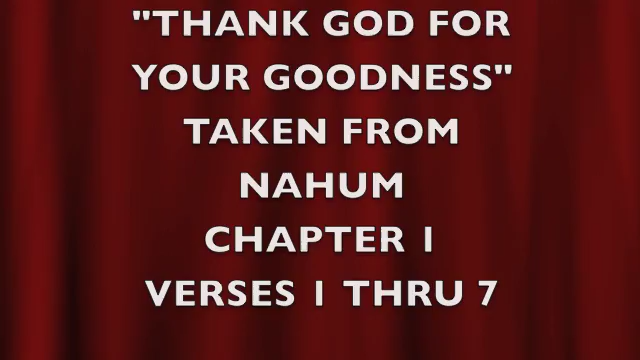 "THANK GOD FOR
YOUR GOODNESS"
TAKEN FROM
NAHUM
CHAPTER 1
VERSES 1 THRU 7